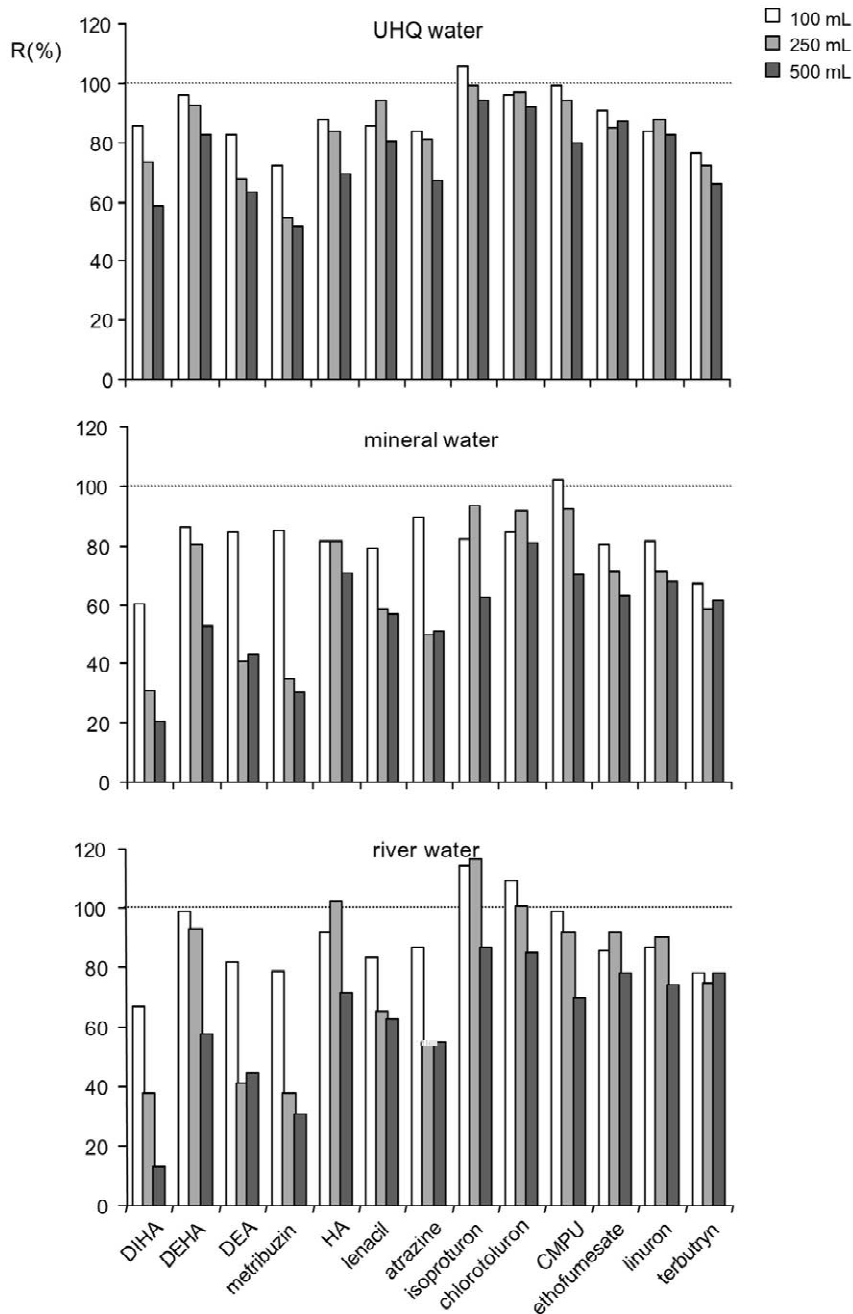 R(%)
UHQ water
100 mL
250 mL
500 mL
120
100
80
60
40
20
0
mineral water
120
100
80
60
40
20
0
river water
120
100
80
60
40
20
0
DIHA
DEHA
DEA
metribuzin
HA
lenacil
atrazine
isoproturon
chlorotoluron
CMPU
ethofumesate
linuron
terbutryn